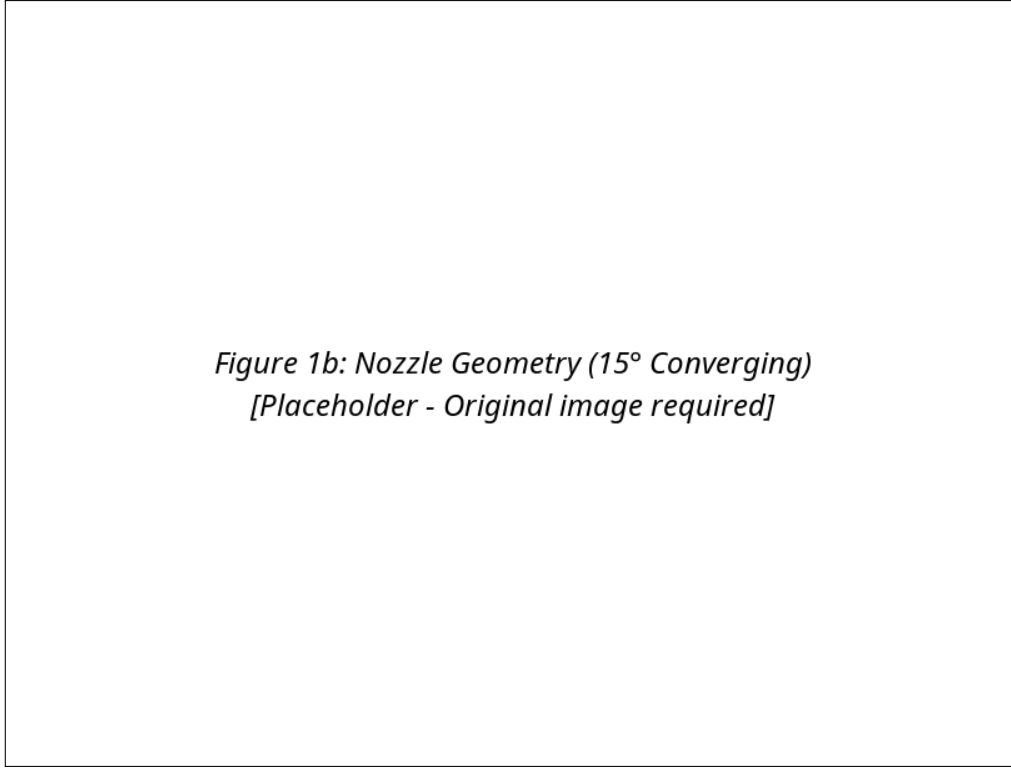 Figure 1b: Nozzle Geometry (15° Converging)
[Placeholder - Original image required]